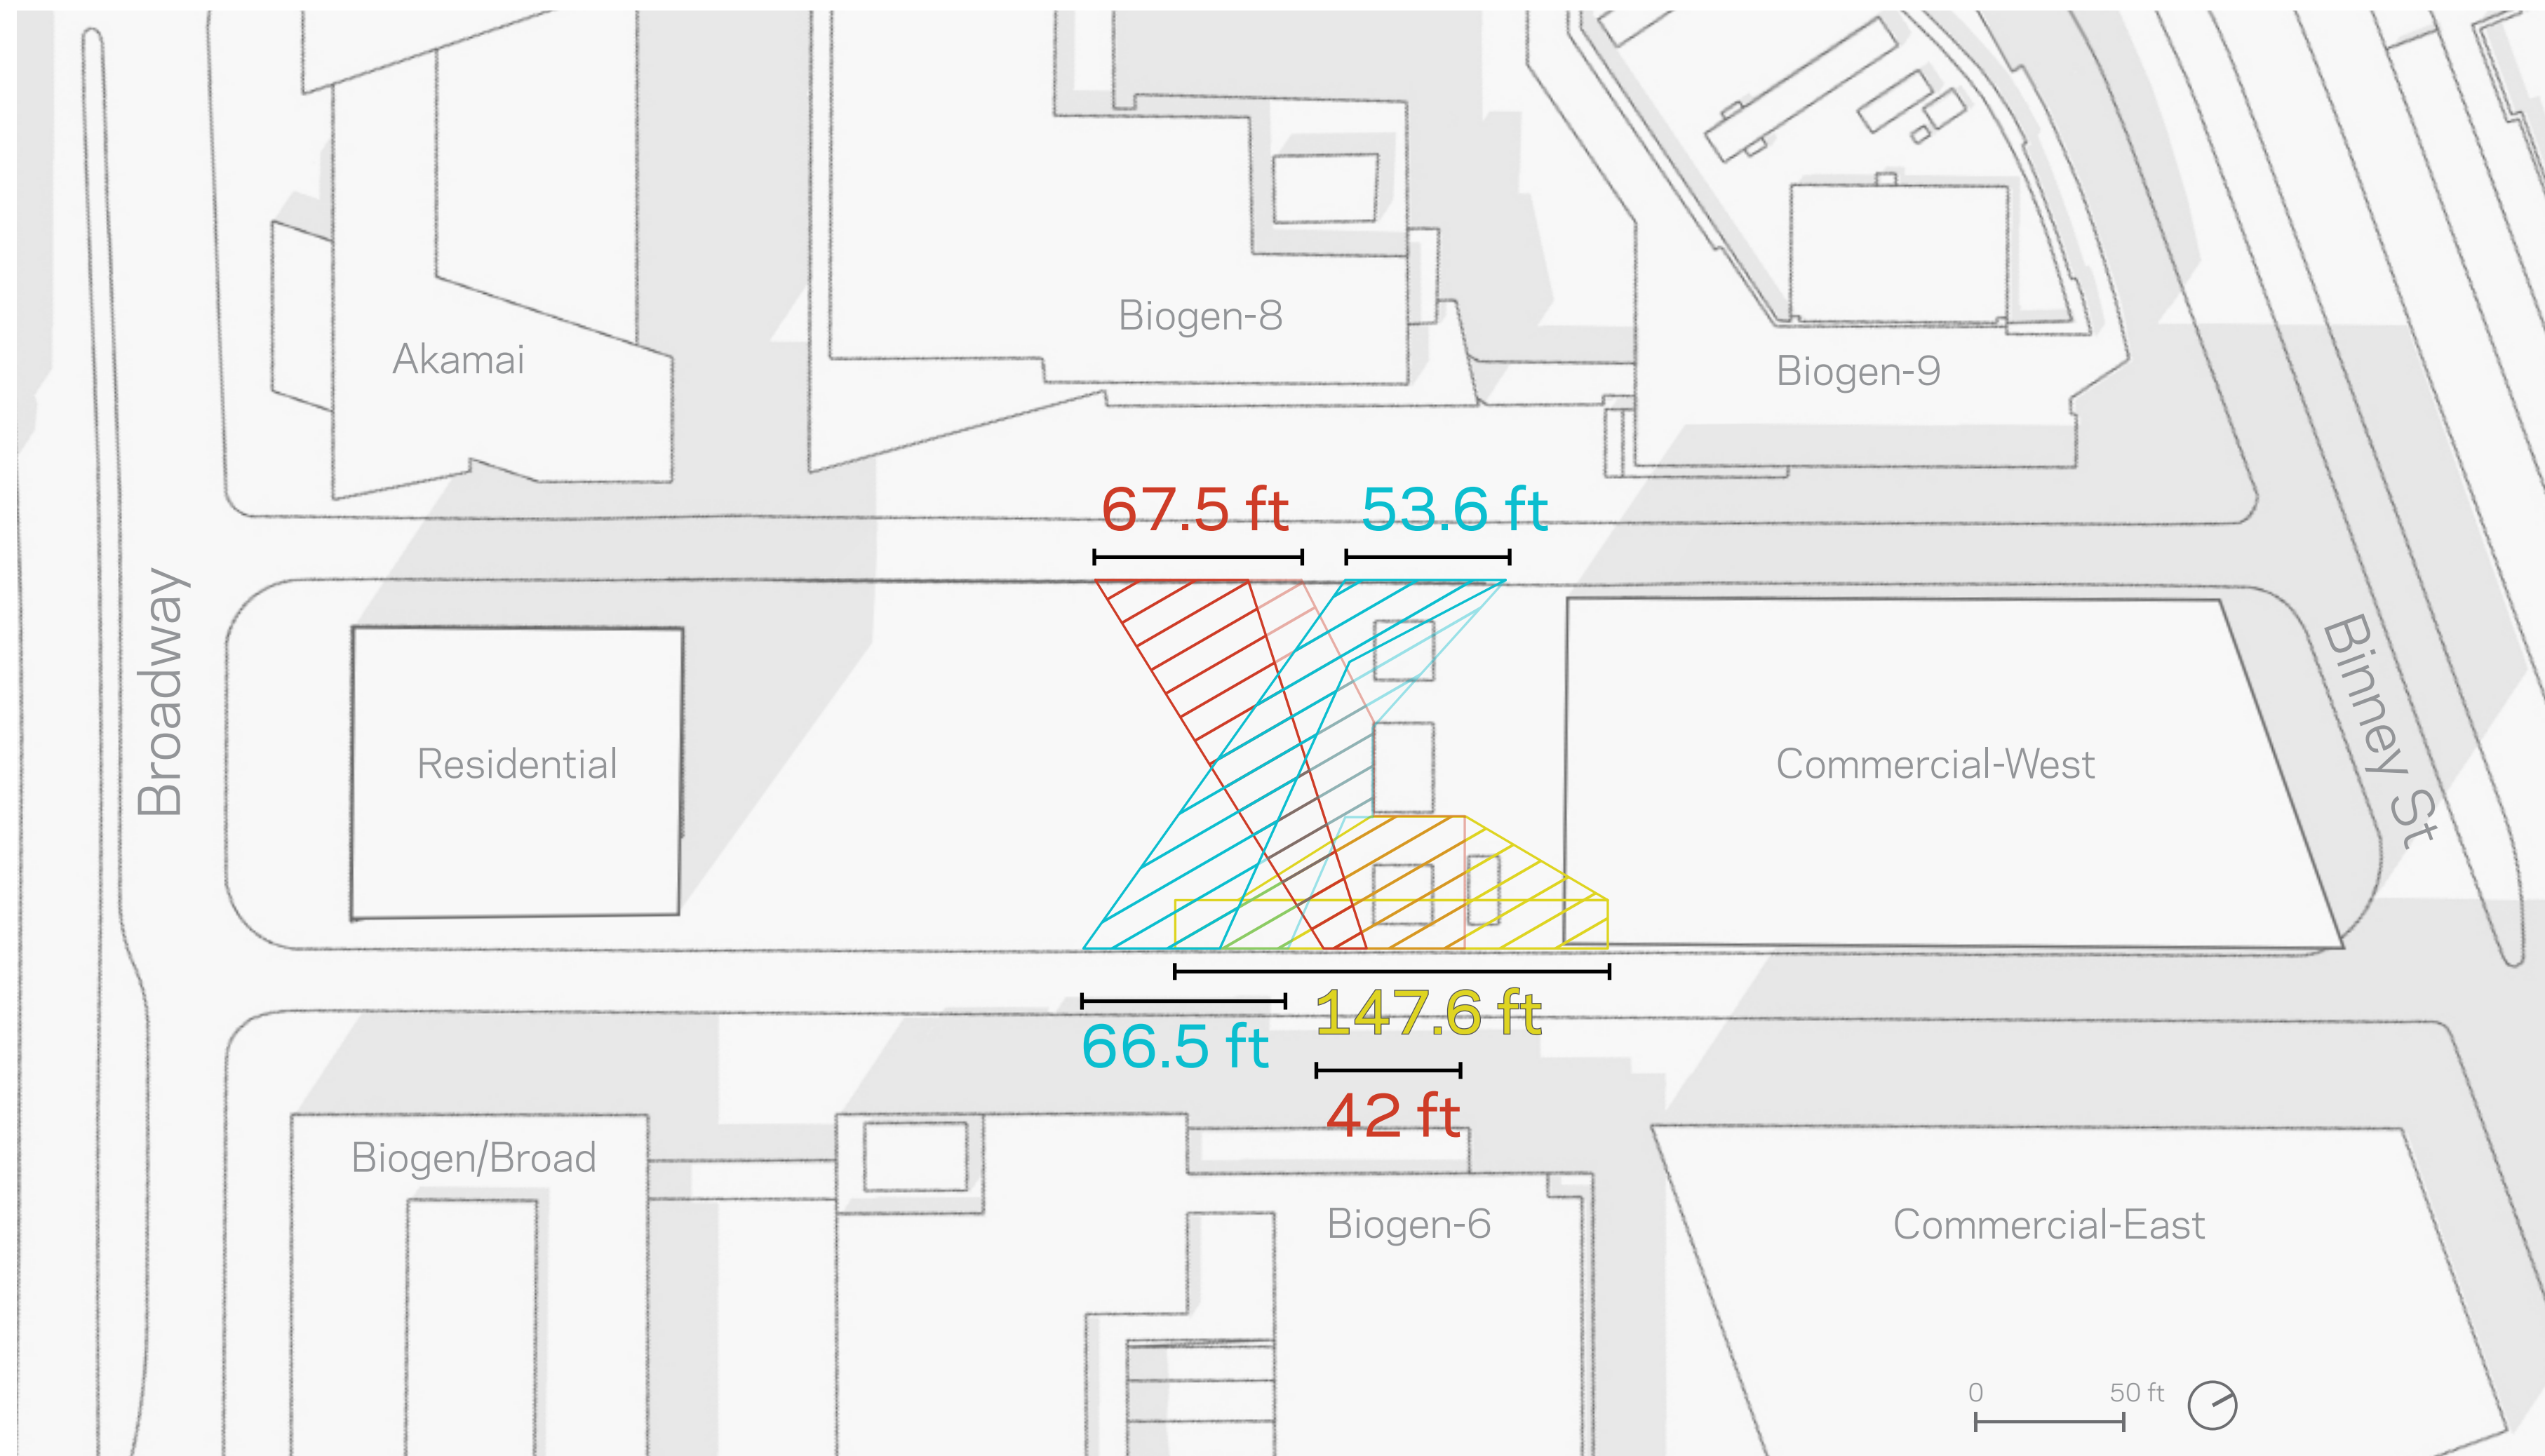 Biogen-8
Akamai
Biogen-9
67.5 ft
53.6 ft
Broadway
Residential
Commercial-West
Binney St
147.6 ft
66.5 ft
42 ft
Biogen/Broad
Biogen-6
Commercial-East
0
50 ft